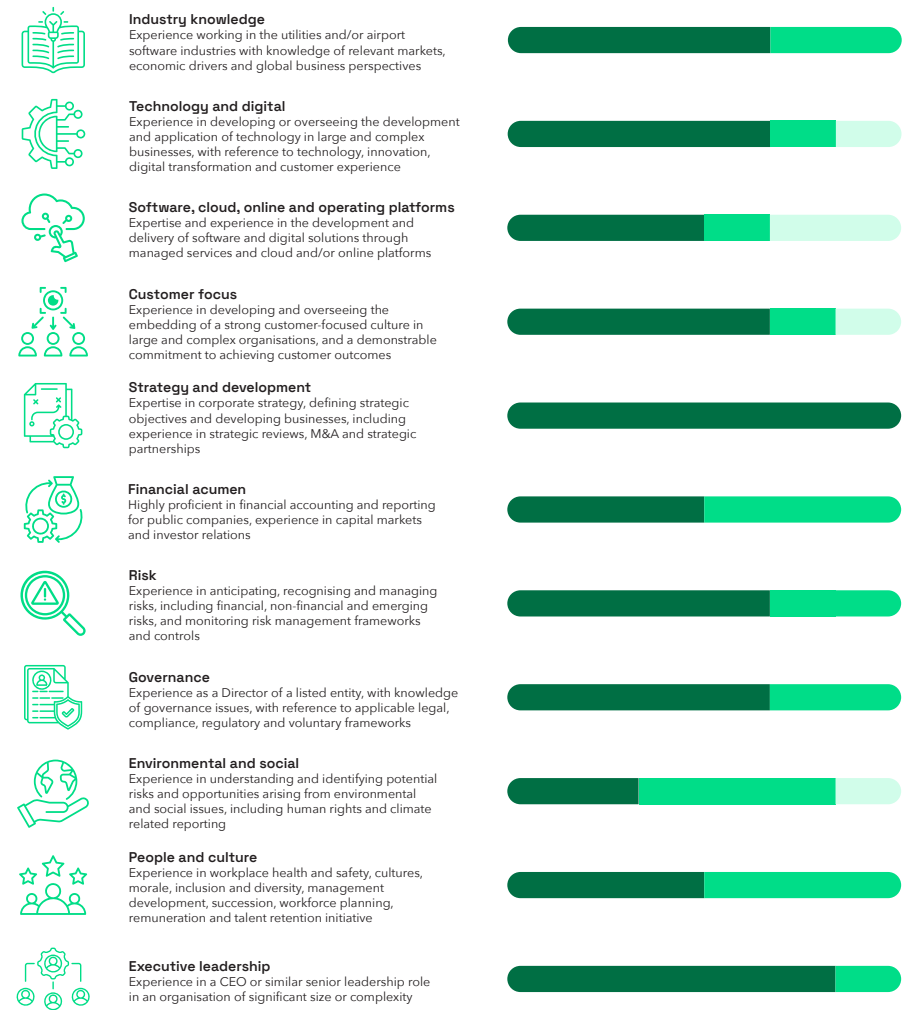 Industry knowledge
Experience working in the utilities and/or airport
software industries with knowledge of relevant markets,
economic drivers and global business perspectives
Technology and digital
Experience in developing or overseeing the development
and application of technology in large and complex
businesses, with reference to technology, innovation,
digital transformation and customer experience
Software, cloud, online and operating platforms
Expertise and experience in the development and
delivery of software and digital solutions through
managed services and cloud and/or online platforms
Customer focus
Experience in developing and overseeing the
embedding of a strong customer-focused culture in
large and complex organisations, and a demonstrable
commitment to achieving customer outcomes
Strategy and development
Expertise in corporate strategy, defining strategic
objectives and developing businesses, including
experience in strategic reviews, M&A and strategic
partnerships
$
Financial acumen
Highly proficient in financial accounting and reporting
for public companies, experience in capital markets
and investor relations
Risk
Experience in anticipating, recognising and managing
risks, including financial, non-financial and emerging
risks, and monitoring risk management frameworks
and controls
Governance
Experience as a Director of a listed entity, with knowledge
of governance issues, with reference to applicable legal,
compliance, regulatory and voluntary frameworks
Environmental and social
Experience in understanding and identifying potential
risks and opportunities arising from environmental
and social issues, including human rights and climate
related reporting
People and culture
Experience in workplace health and safety, cultures,
morale, inclusion and diversity, management
development, succession, workforce planning,
remuneration and talent retention initiative
Executive leadership
Experience in a CEO or similar senior leadership role
in an organisation of significant size or complexity